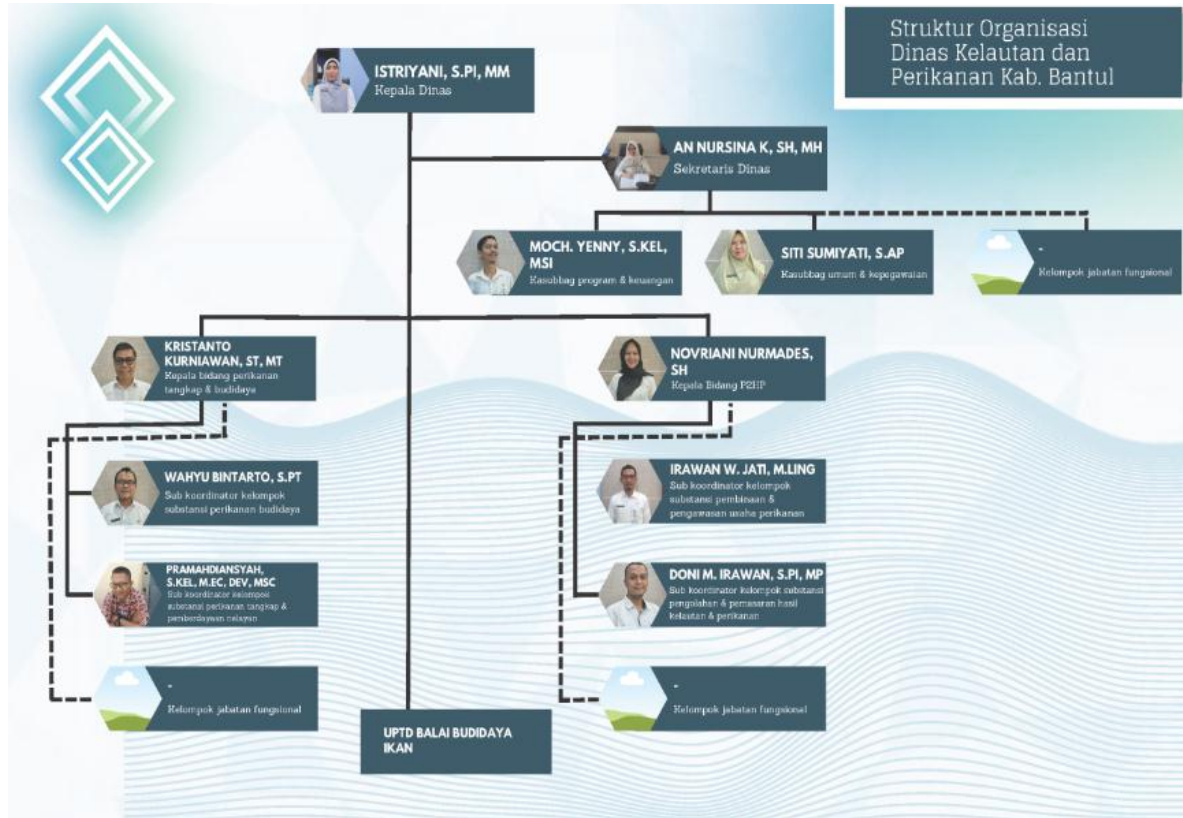 Struktur Organisasi
Dinas Kelautan dan
Perikanan Kab. Bantul
ISTRIYANI, S.PI, MM
Kepala Dinas
AN NURSINA K, SH, MH
Sekretaris Dinas
MOCH. YENNY, S.KEL,
MSI
Kasubbag program & keuangan
SITI SUMIYATI, S.AP
Kasubbag umum & kepegawaian
-
Kelompok jabatan fungsional
KRISTANTO
KURNIAWAN, ST, MT
Kepala bidang perikanan
tangkap & budidaya
NOVRIANI NURMADES,
SH
Kepala Bidang P2HP
WAHYU BINTARTO, S.PT
Sub koordinator kelompok
substansi perikanan budidaya
IRAWAN W. JATI, M.LING
Sub koordinator kelompok
substansi pembinaan &
pengawasan usaha perikanan
PRAMAHDIANSYAH,
S.KEL, M.EC, DEV, MSC
Sub koordinator kelompok
substansi perikanan tangkap &
pemberdayaan nelayan
DONI M. IRAWAN, S.PI, MP
Sub koordinator kelompok substansi
pengolahan & pemasaran hasil
kelautan & perikanan
-
Kelompok jabatan fungsional
-
Kelompok jabatan fungsional
UPTD BALAI BUDIDAYA
IKAN